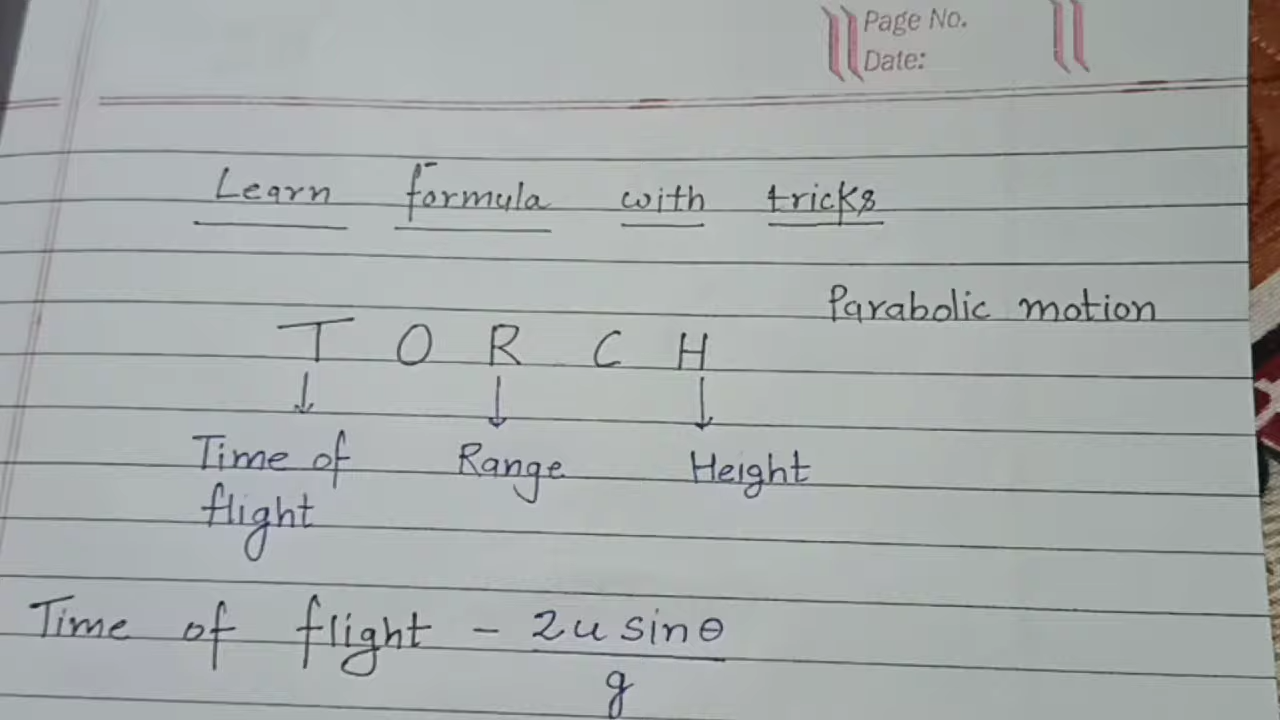 Page No.
Date:
Learn formula with tricks
Parabolic motion
T O R C H
↓ ↓ ↓
Time of flight Range Height
Time of flight - 2u sinθ
g